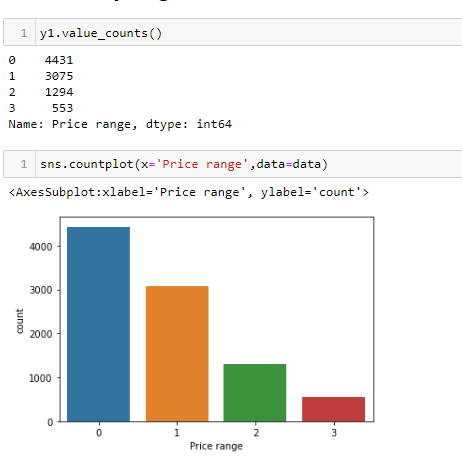 1 y1.value_counts()
0 4431
1 3075
2 1294
3 553
Name: Price range, dtype: int64
1 sns.countplot(x='Price range',data=data)
<AxesSubplot:xlabel='Price range', ylabel='count'>
4000
3000
2000
1000
0
count
0 1 2 3
Price range